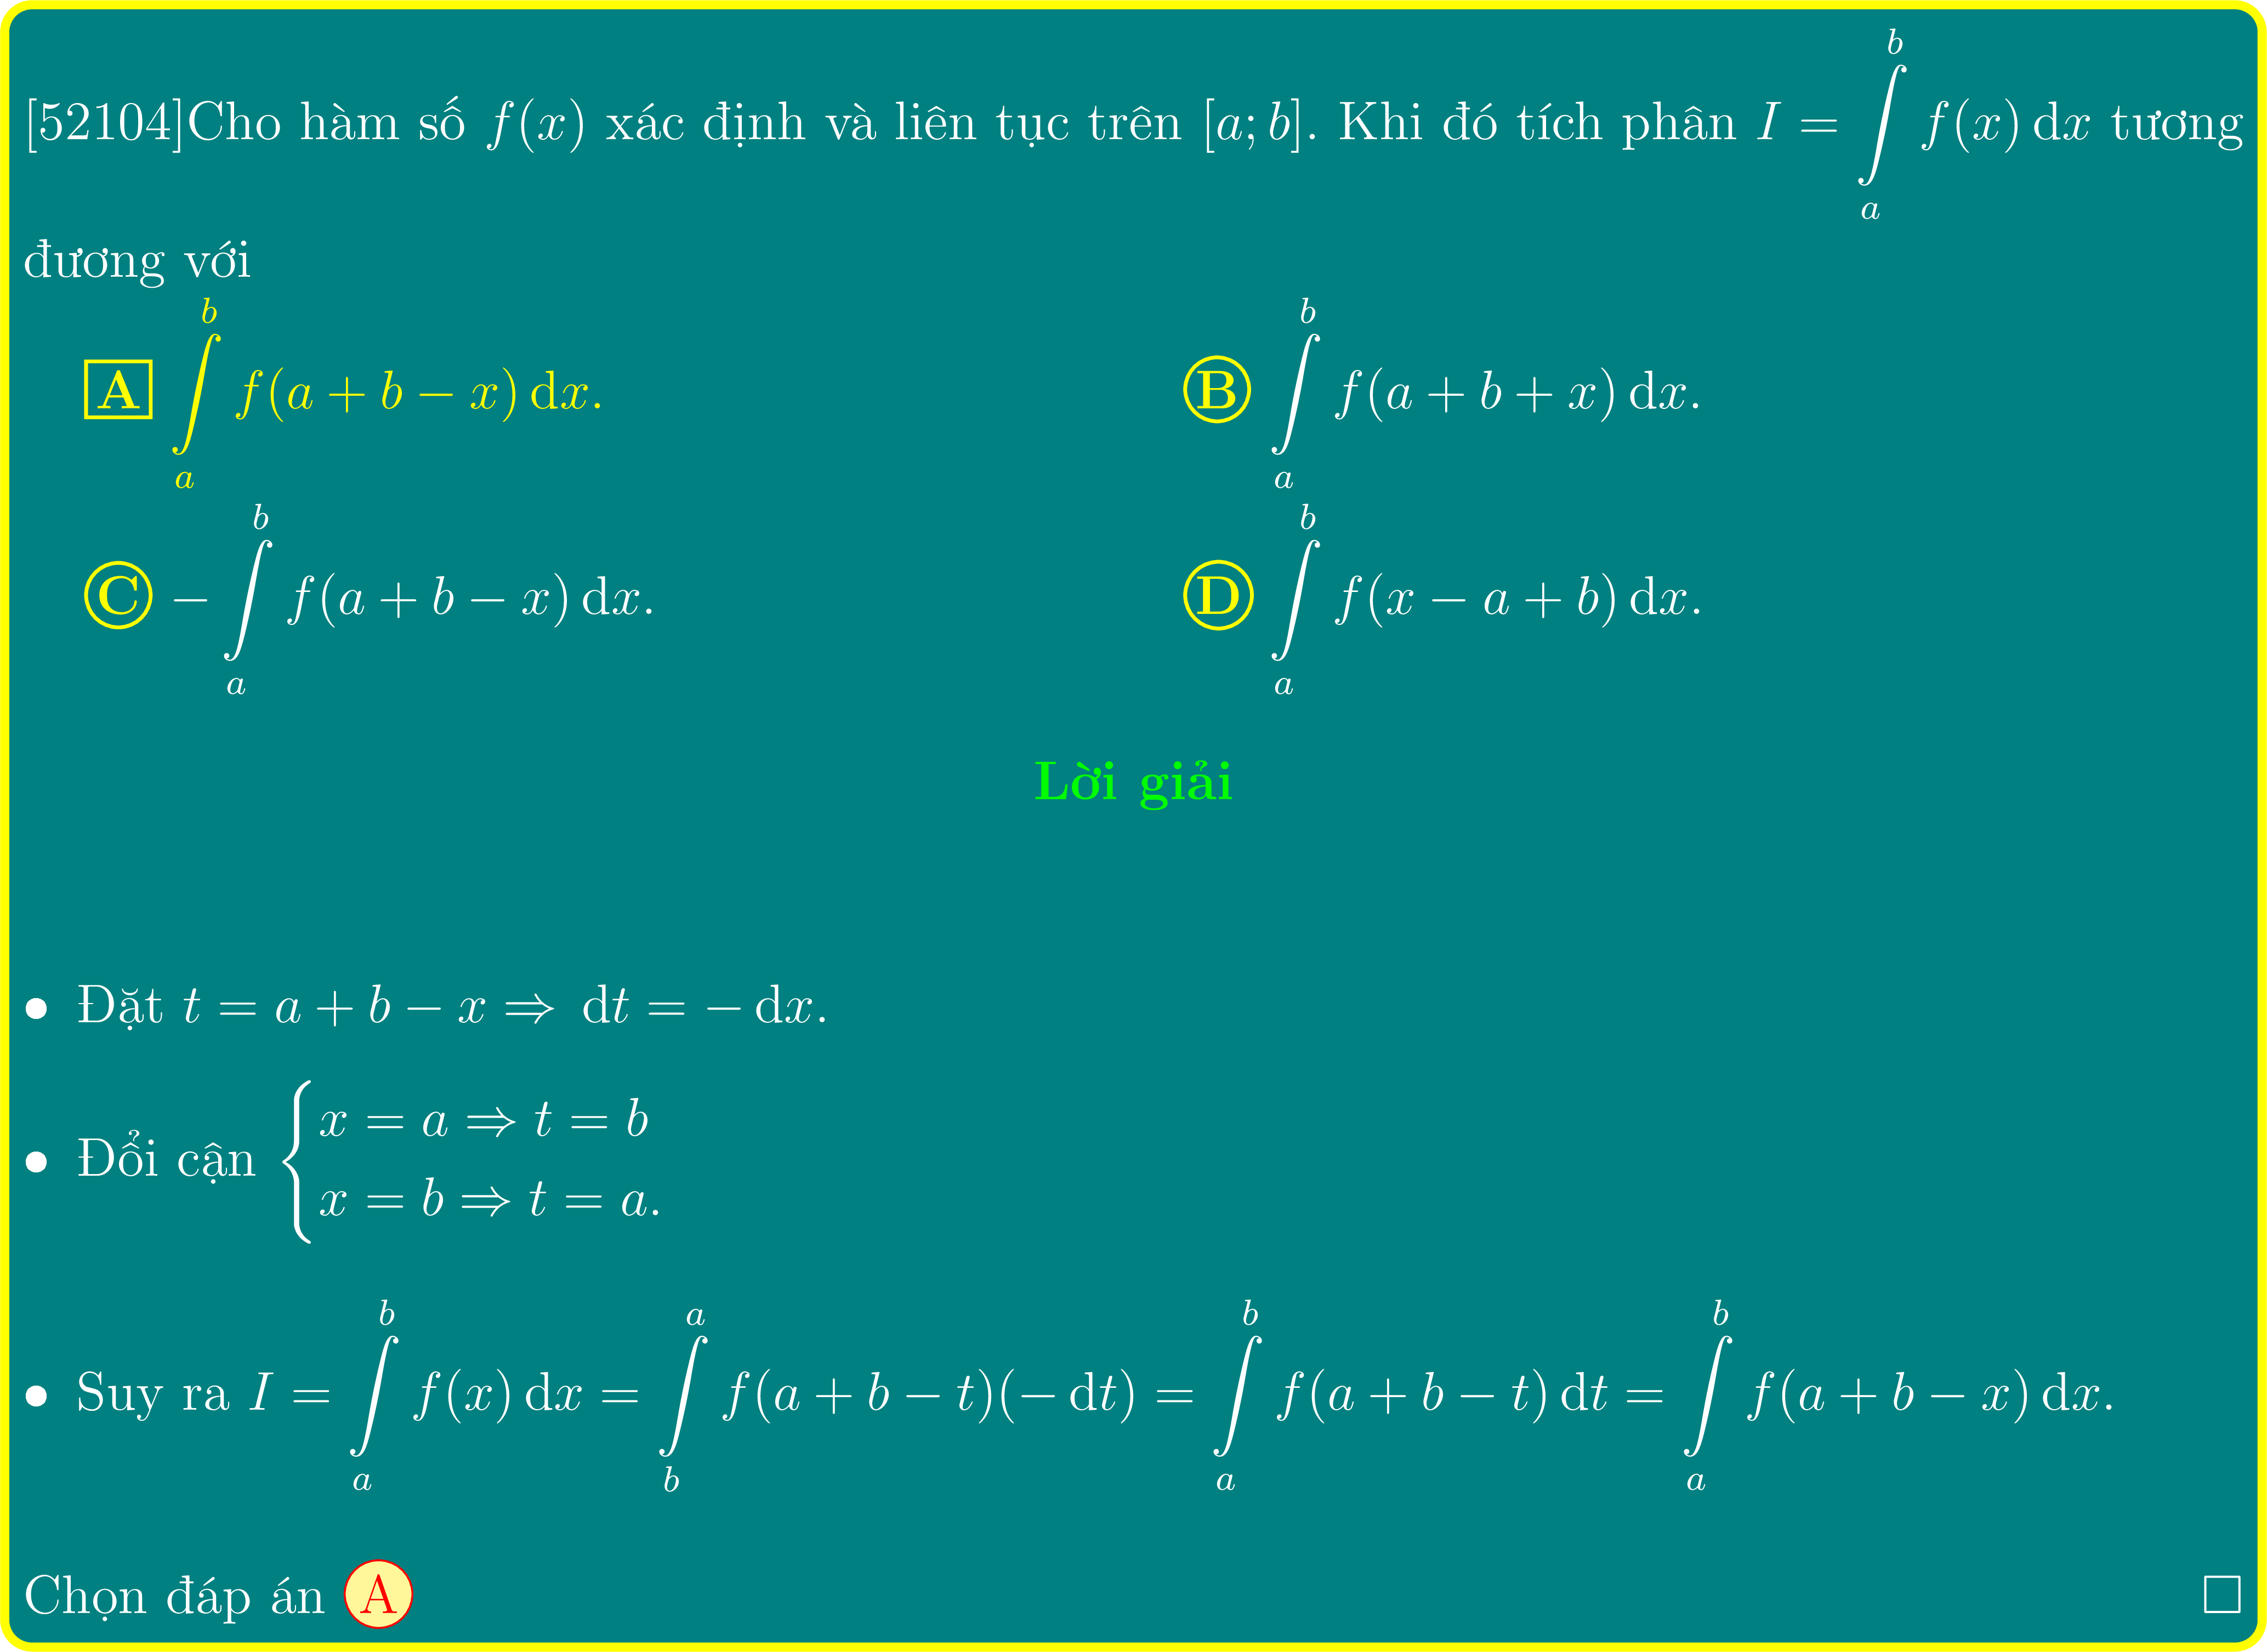 [52104]Cho hàm số $f(x)$ xác định và liên tục trên $[a;b]$. Khi đó tích phân $I = \int\limits_a^b f(x)\,\mathrm{d}x$ tương
đương với
A $\int\limits_a^b f(a+b-x)\,\mathrm{d}x.$ B $\int\limits_a^b f(a+b+x)\,\mathrm{d}x.$
C $-\int\limits_a^b f(a+b-x)\,\mathrm{d}x.$ D $\int\limits_a^b f(x-a+b)\,\mathrm{d}x.$
Lời giải
• Đặt $t = a+b-x \Rightarrow \mathrm{d}t = -\,\mathrm{d}x.$
• Đổi cận $\begin{cases} x = a \Rightarrow t = b \\ x = b \Rightarrow t = a. \end{cases}$
• Suy ra $I = \int\limits_a^b f(x)\,\mathrm{d}x = \int\limits_b^a f(a+b-t)(-\,\mathrm{d}t) = \int\limits_a^b f(a+b-t)\,\mathrm{d}t = \int\limits_a^b f(a+b-x)\,\mathrm{d}x.$
Chọn đáp án A □